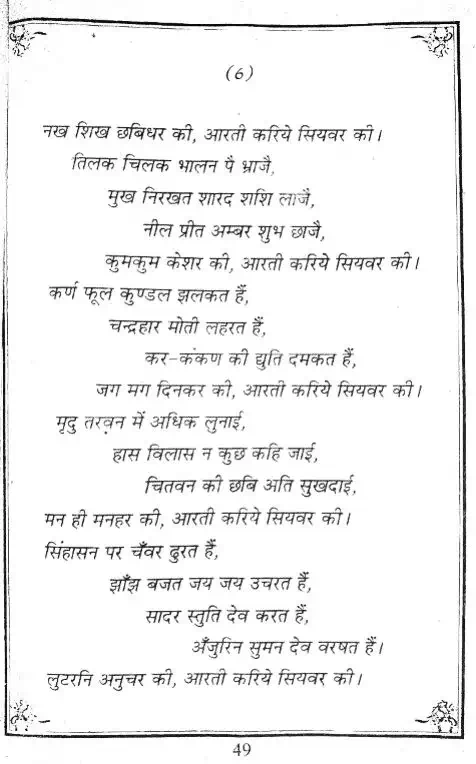 (6)
नख शिख छबिधर की, आरती करिये सियवर की।
तिलक चिलक भालन पै भ्राजै,
मुख निरखत शारद शशि लाजै,
नील प्रीत अम्बर शुभ छाजै,
कुमकुम केशर की, आरती करिये सियवर की।
कर्ण फूल कुण्डल झलकत हैं,
चन्द्रहार मोती लहरत हैं,
कर-कंकण की द्युति दमकत हैं,
जग मग दिनकर की, आरती करिये सियवर की।
मृदु तरवन में अधिक लुनाई,
हास विलास न कुछ कहि जाई,
चितवन की छबि अति सुखदाई,
मन ही मनहर की, आरती करिये सियवर की।
सिंहासन पर चँवर ढुरत हैं,
झाँझ बजत जय जय उचरत हैं,
सादर स्तुति देव करत हैं,
अँजुरिन सुमन देव वरषत हैं।
लुटरनि अनुचर की, आरती करिये सियवर की।
49